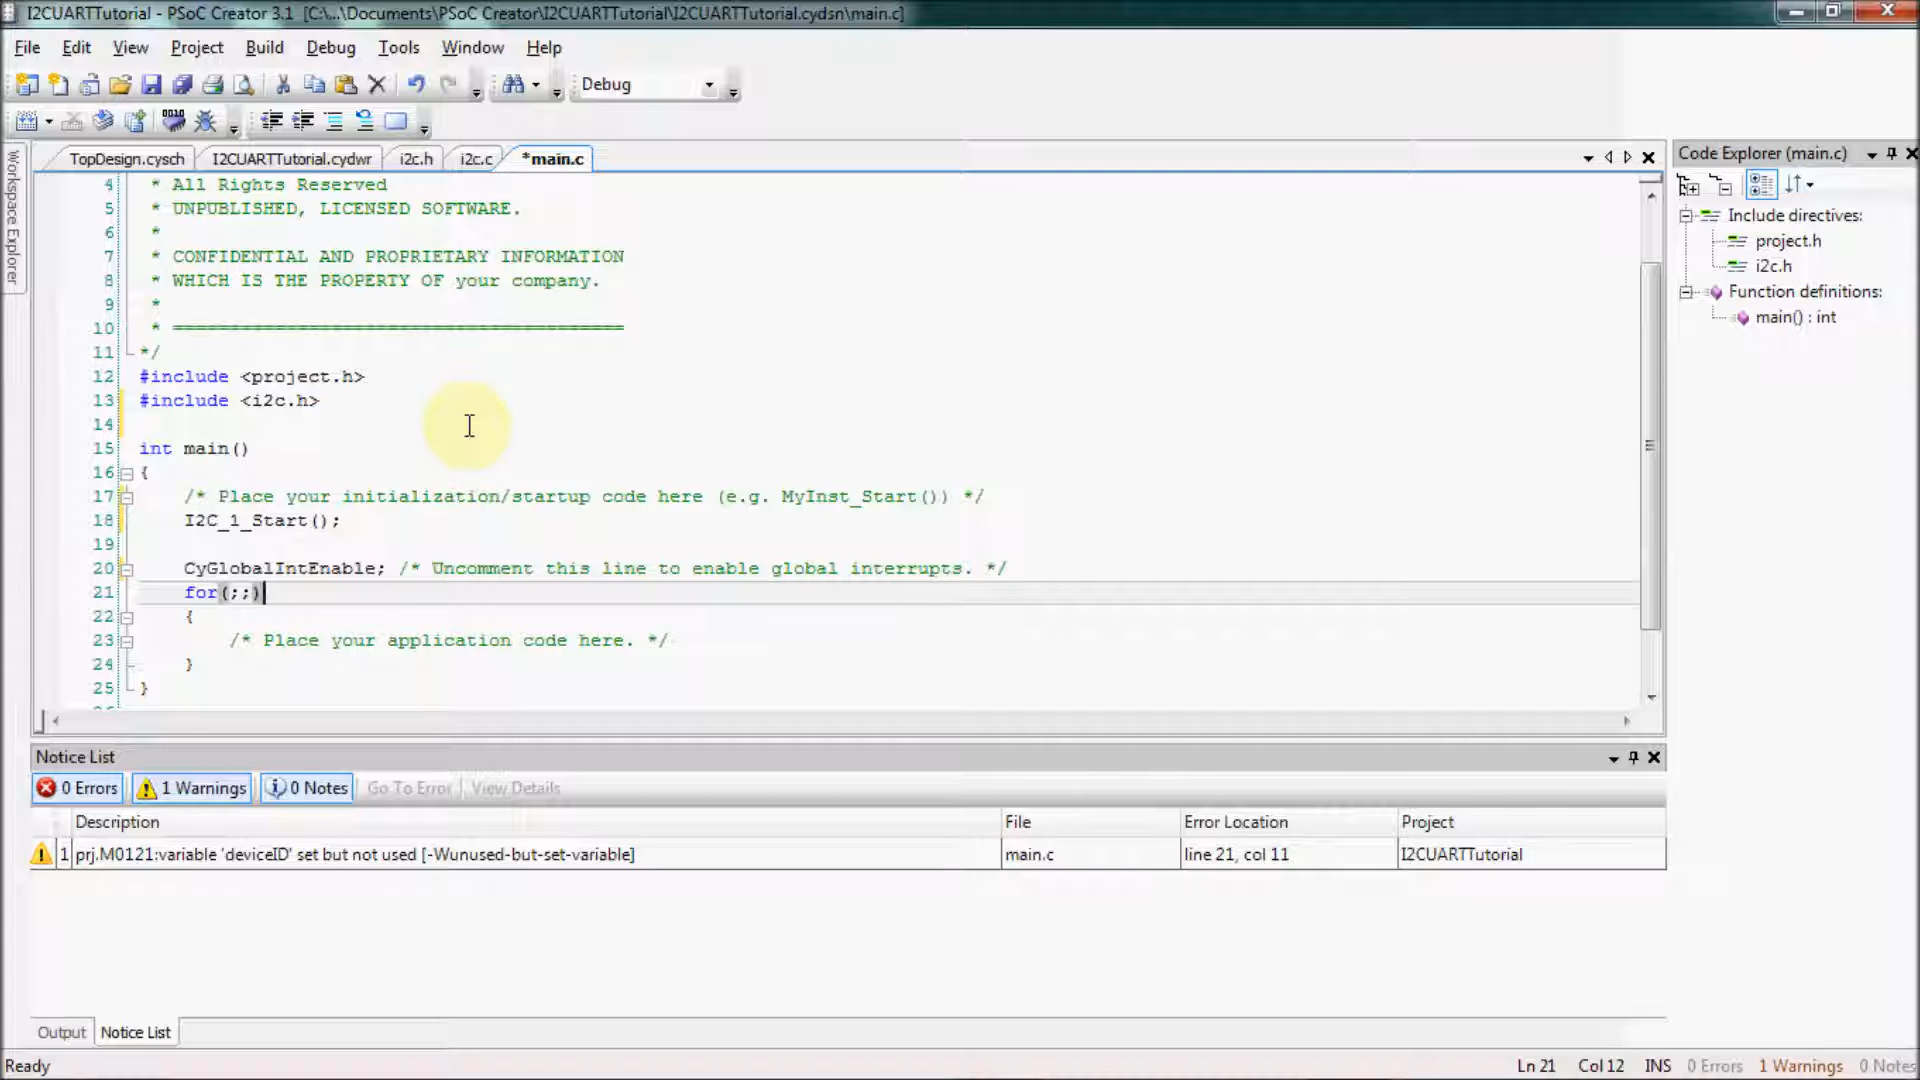 I2CUARTTutorial - PSoC Creator 3.1 [C:\...\Documents\PSoC Creator\I2CUARTTutorial\I2CUARTTutorial.cydsn\main.c]
File Edit View Project Build Debug Tools Window Help
Debug
TopDesign.cysch I2CUARTTutorial.cydwr i2c.h i2c.c *main.c
Code Explorer (main.c)
Workspace Explorer
4 * All Rights Reserved
5 * UNPUBLISHED, LICENSED SOFTWARE.
6 *
7 * CONFIDENTIAL AND PROPRIETARY INFORMATION
8 * WHICH IS THE PROPERTY OF your company.
9 *
10 * ========================================
11 */
12 #include <project.h>
13 #include <i2c.h>
14
15 int main()
16 {
17 /* Place your initialization/startup code here (e.g. MyInst_Start()) */
18 I2C_1_Start();
19
20 CyGlobalIntEnable; /* Uncomment this line to enable global interrupts. */
21 for(;;)
22 {
23 /* Place your application code here. */
24 }
25 }
Include directives:
project.h
i2c.h
Function definitions:
main() : int
Notice List
0 Errors 1 Warnings 0 Notes Go To Error View Details
Description File Error Location Project
1 prj.M0121:variable 'deviceID' set but not used [-Wunused-but-set-variable] main.c line 21, col 11 I2CUARTTutorial
Output Notice List
Ready Ln 21 Col 12 INS 0 Errors 1 Warnings 0 Notes